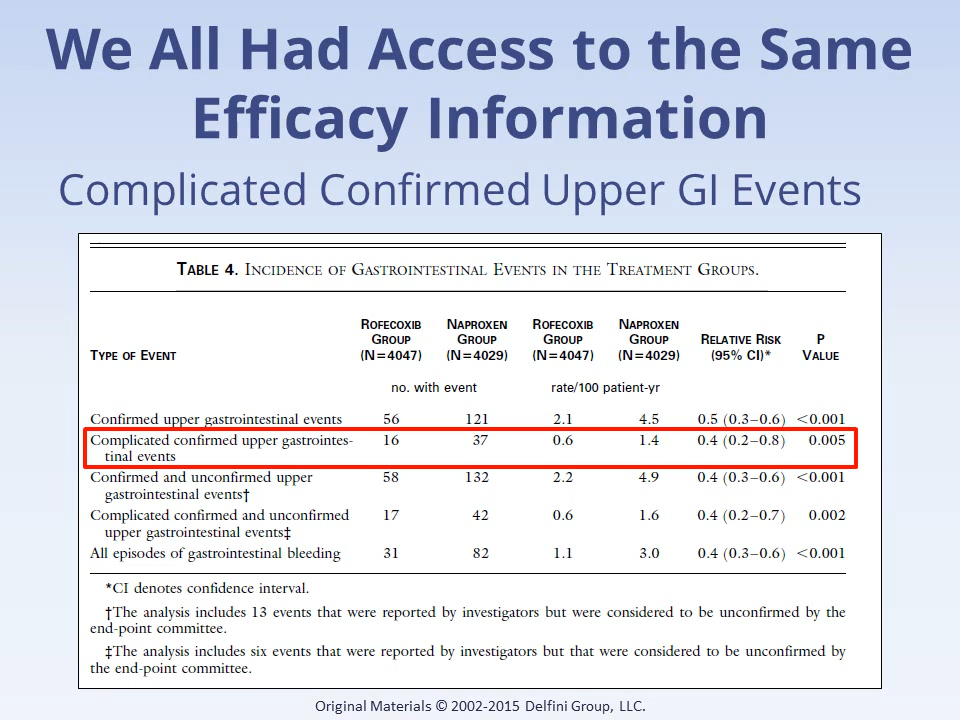 We All Had Access to the Same
Efficacy Information
Complicated Confirmed Upper GI Events
TABLE 4. INCIDENCE OF GASTROINTESTINAL EVENTS IN THE TREATMENT GROUPS.
TYPE OF EVENT ROFECOXIB GROUP (N=4047) NAPROXEN GROUP (N=4029) ROFECOXIB GROUP (N=4047) NAPROXEN GROUP (N=4029) RELATIVE RISK (95% CI)* P VALUE
no. with event rate/100 patient-yr
Confirmed upper gastrointestinal events 56 121 2.1 4.5 0.5 (0.3–0.6) <0.001
Complicated confirmed upper gastrointes- 16 37 0.6 1.4 0.4 (0.2–0.8) 0.005
tinal events
Confirmed and unconfirmed upper 58 132 2.2 4.9 0.4 (0.3–0.6) <0.001
gastrointestinal events†
Complicated confirmed and unconfirmed 17 42 0.6 1.6 0.4 (0.2–0.7) 0.002
upper gastrointestinal events‡
All episodes of gastrointestinal bleeding 31 82 1.1 3.0 0.4 (0.3–0.6) <0.001
*CI denotes confidence interval.
†The analysis includes 13 events that were reported by investigators but were considered to be unconfirmed by the
end-point committee.
‡The analysis includes six events that were reported by investigators but that were considered to be unconfirmed by
the end-point committee.
Original Materials © 2002-2015 Delfini Group, LLC.